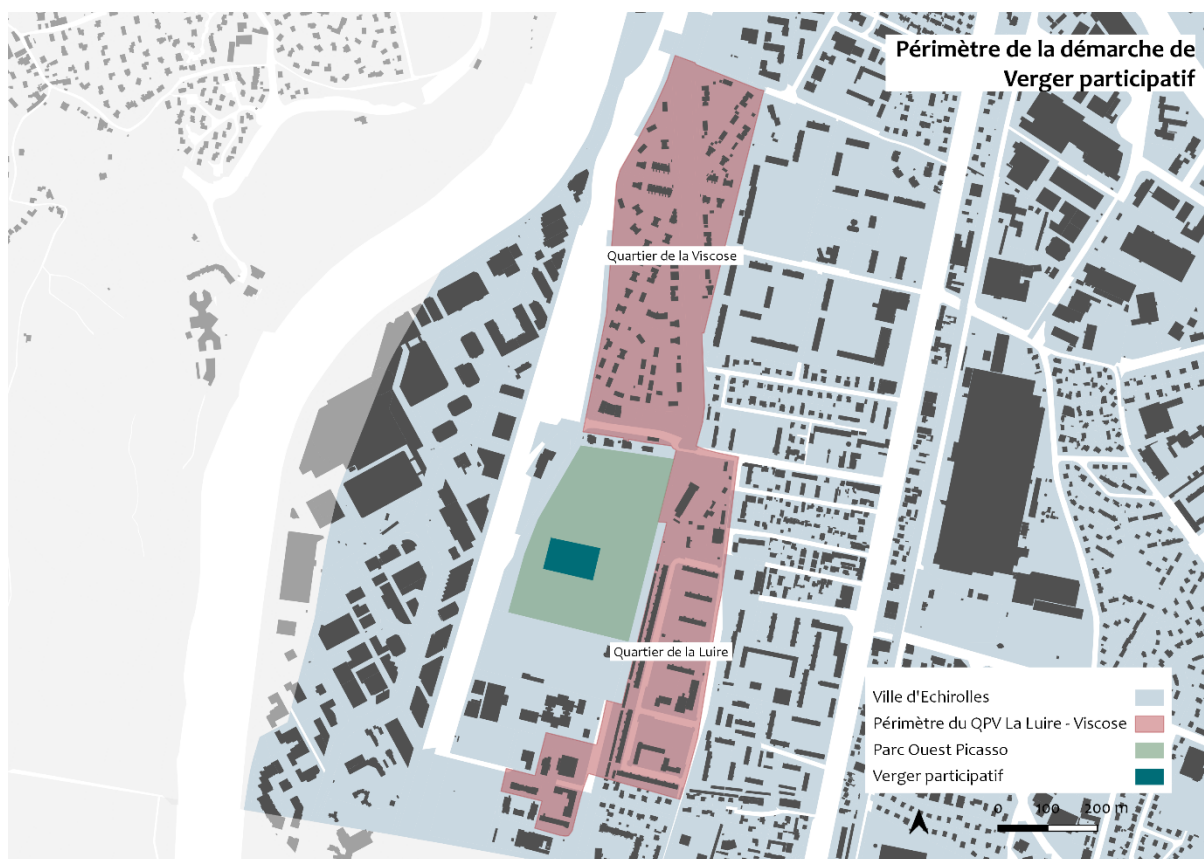 Périmètre de la démarche de
Verger participatif
Quartier de la Viscose
Quartier de la Luire
Ville d'Echirolles
Périmètre du QPV La Luire - Viscose
Parc Ouest Picasso
Verger participatif
0 100 200 m